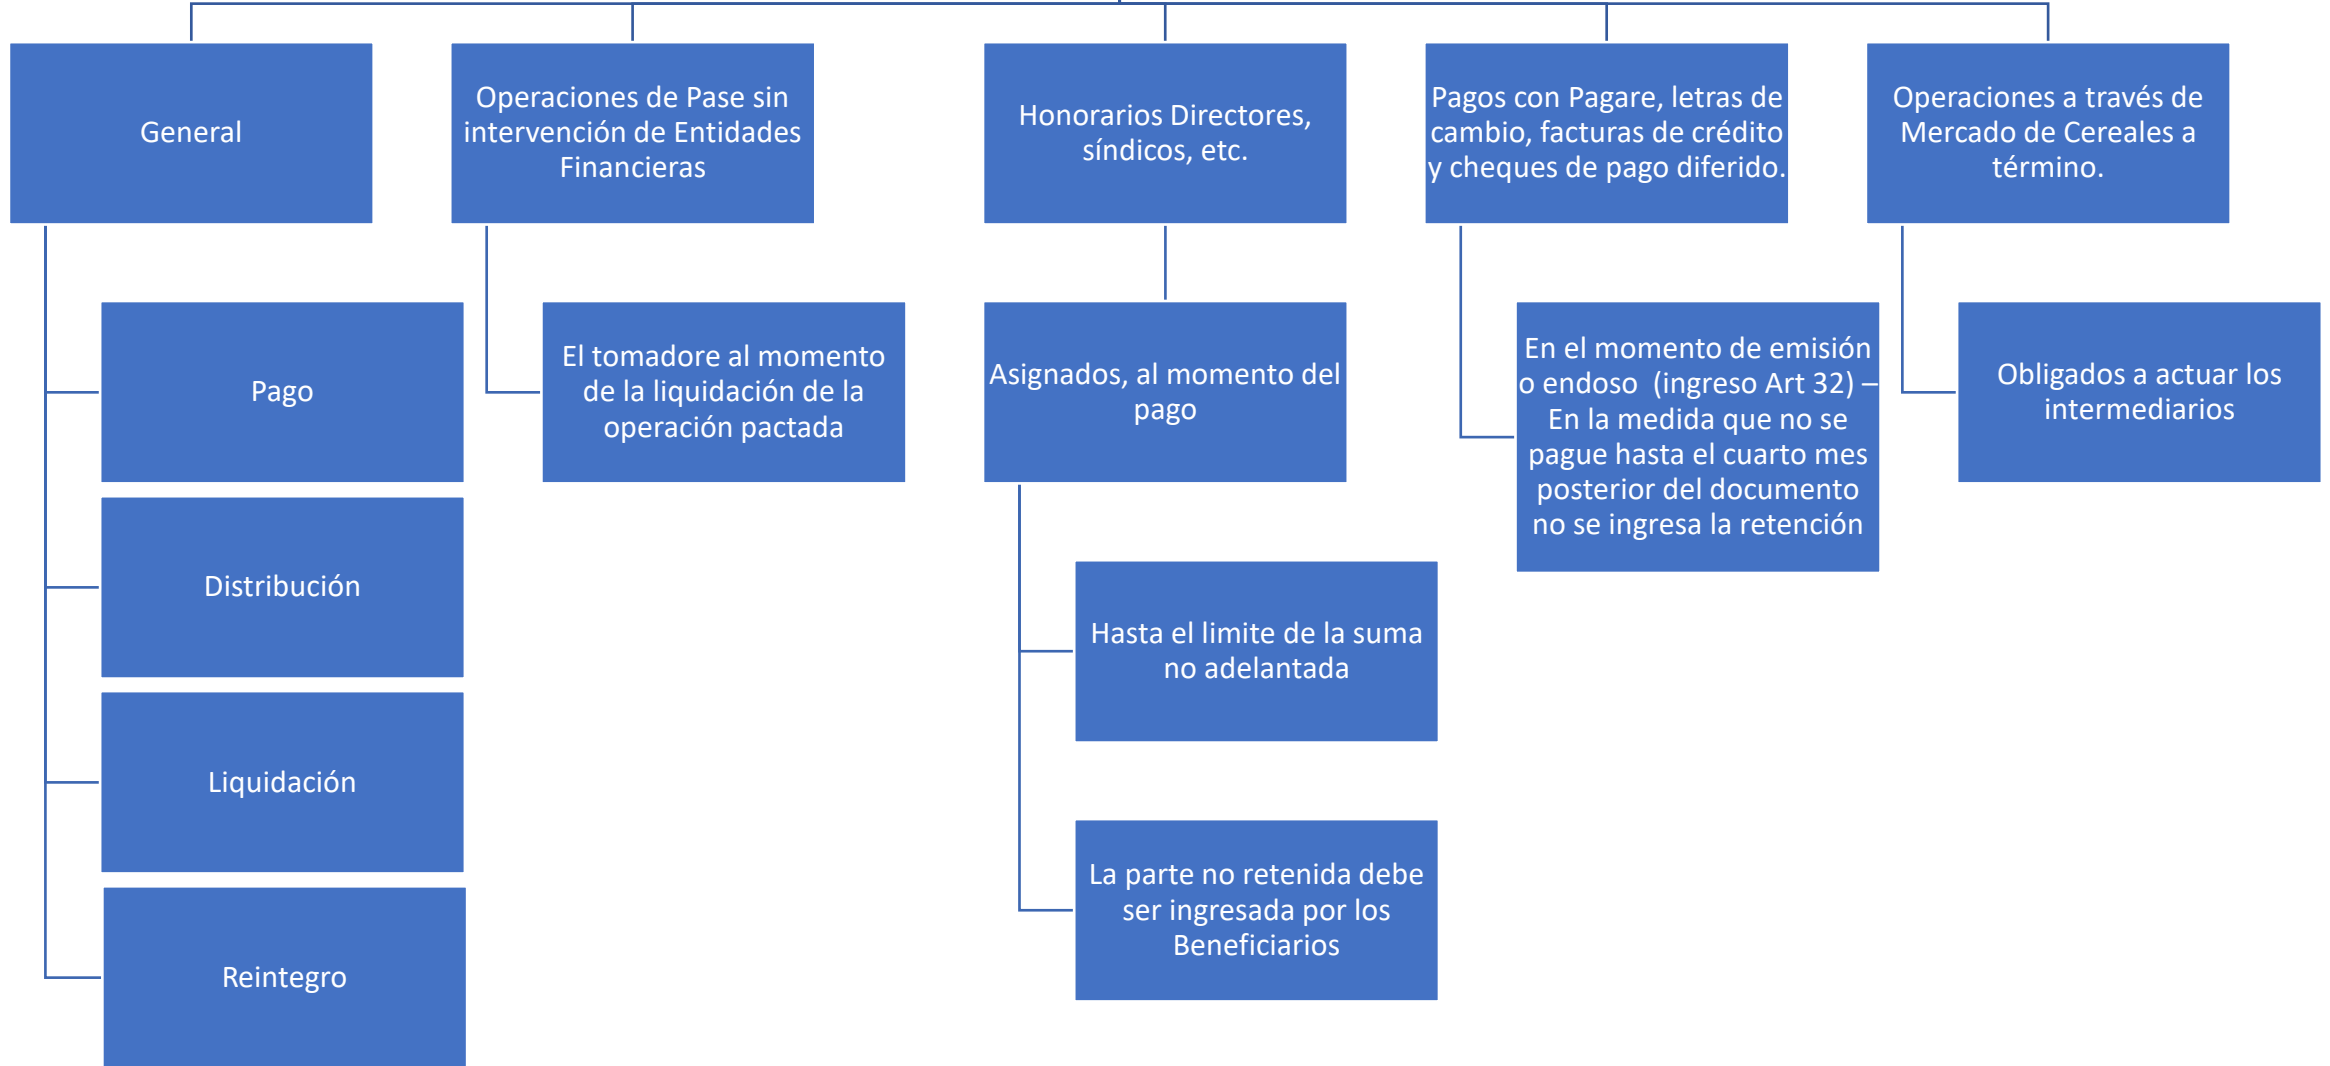 General
Operaciones de Pase sin
intervención de Entidades
Financieras
Honorarios Directores,
síndicos, etc.
Pagos con Pagare, letras de
cambio, facturas de crédito
y cheques de pago diferido.
Operaciones a través de
Mercado de Cereales a
término.
Pago
Distribución
Liquidación
Reintegro
El tomadore al momento
de la liquidación de la
operación pactada
Asignados, al momento del
pago
Hasta el limite de la suma
no adelantada
La parte no retenida debe
ser ingresada por los
Beneficiarios
En el momento de emisión
o endoso  (ingreso Art 32) –
En la medida que no se
pague hasta el cuarto mes
posterior del documento
no se ingresa la retención
Obligados a actuar los
intermediarios